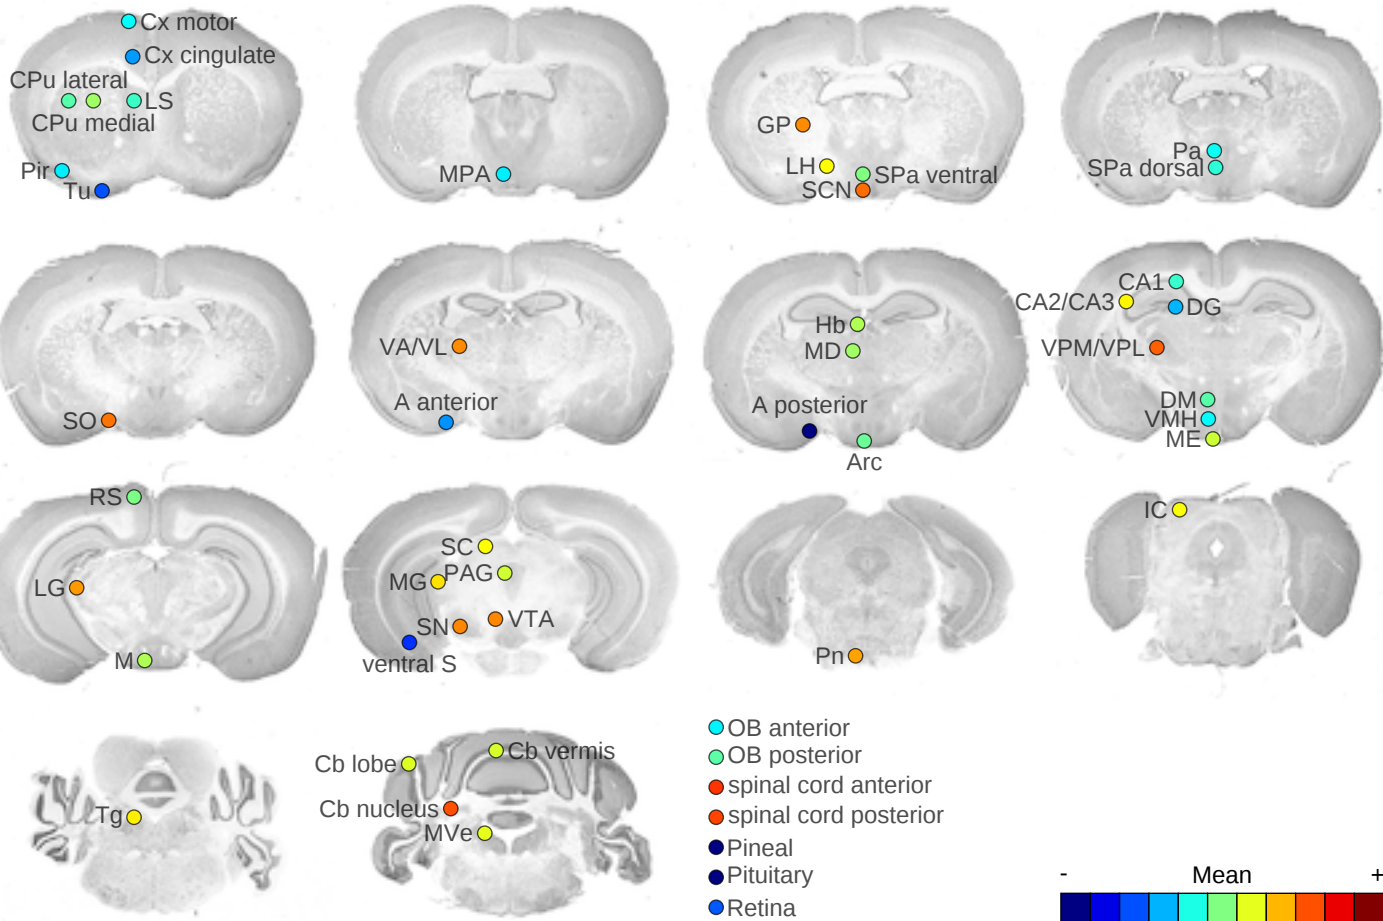 Cx motor
Cx cingulate
CPu lateral
LS
CPu medial
Pir
Tu
MPA
GP
LH
SPa ventral
SCN
Pa
SPa dorsal
SO
VA/VL
A anterior
Hb
MD
A posterior
Arc
CA1
CA2/CA3
DG
VPM/VPL
DM
VMH
ME
RS
LG
M
SC
MG
PAG
SN
VTA
ventral S
Pn
IC
Tg
Cb lobe
Cb vermis
Cb nucleus
MVe
OB anterior
OB posterior
spinal cord anterior
spinal cord posterior
Pineal
Pituitary
Retina
- Mean +